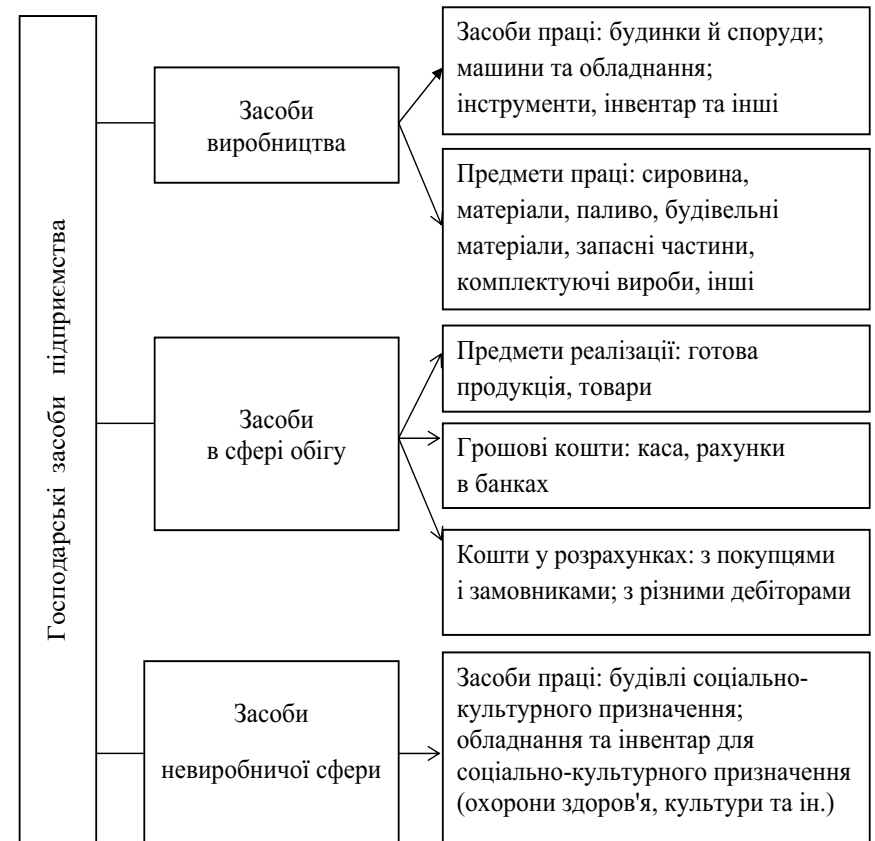 Господарські засоби підприємства
Засоби
виробництва
Засоби праці: будинки й споруди;
машини та обладнання;
інструменти, інвентар та інші
Предмети праці: сировина,
матеріали, паливо, будівельні
матеріали, запасні частини,
комплектуючі вироби, інші
Засоби
в сфері обігу
Предмети реалізації: готова
продукція, товари
Грошові кошти: каса, рахунки
в банках
Кошти у розрахунках: з покупцями
і замовниками; з різними дебіторами
Засоби
невиробничої сфери
Засоби праці: будівлі соціально-
культурного призначення;
обладнання та інвентар для
соціально-культурного призначення
(охорони здоров'я, культури та ін.)